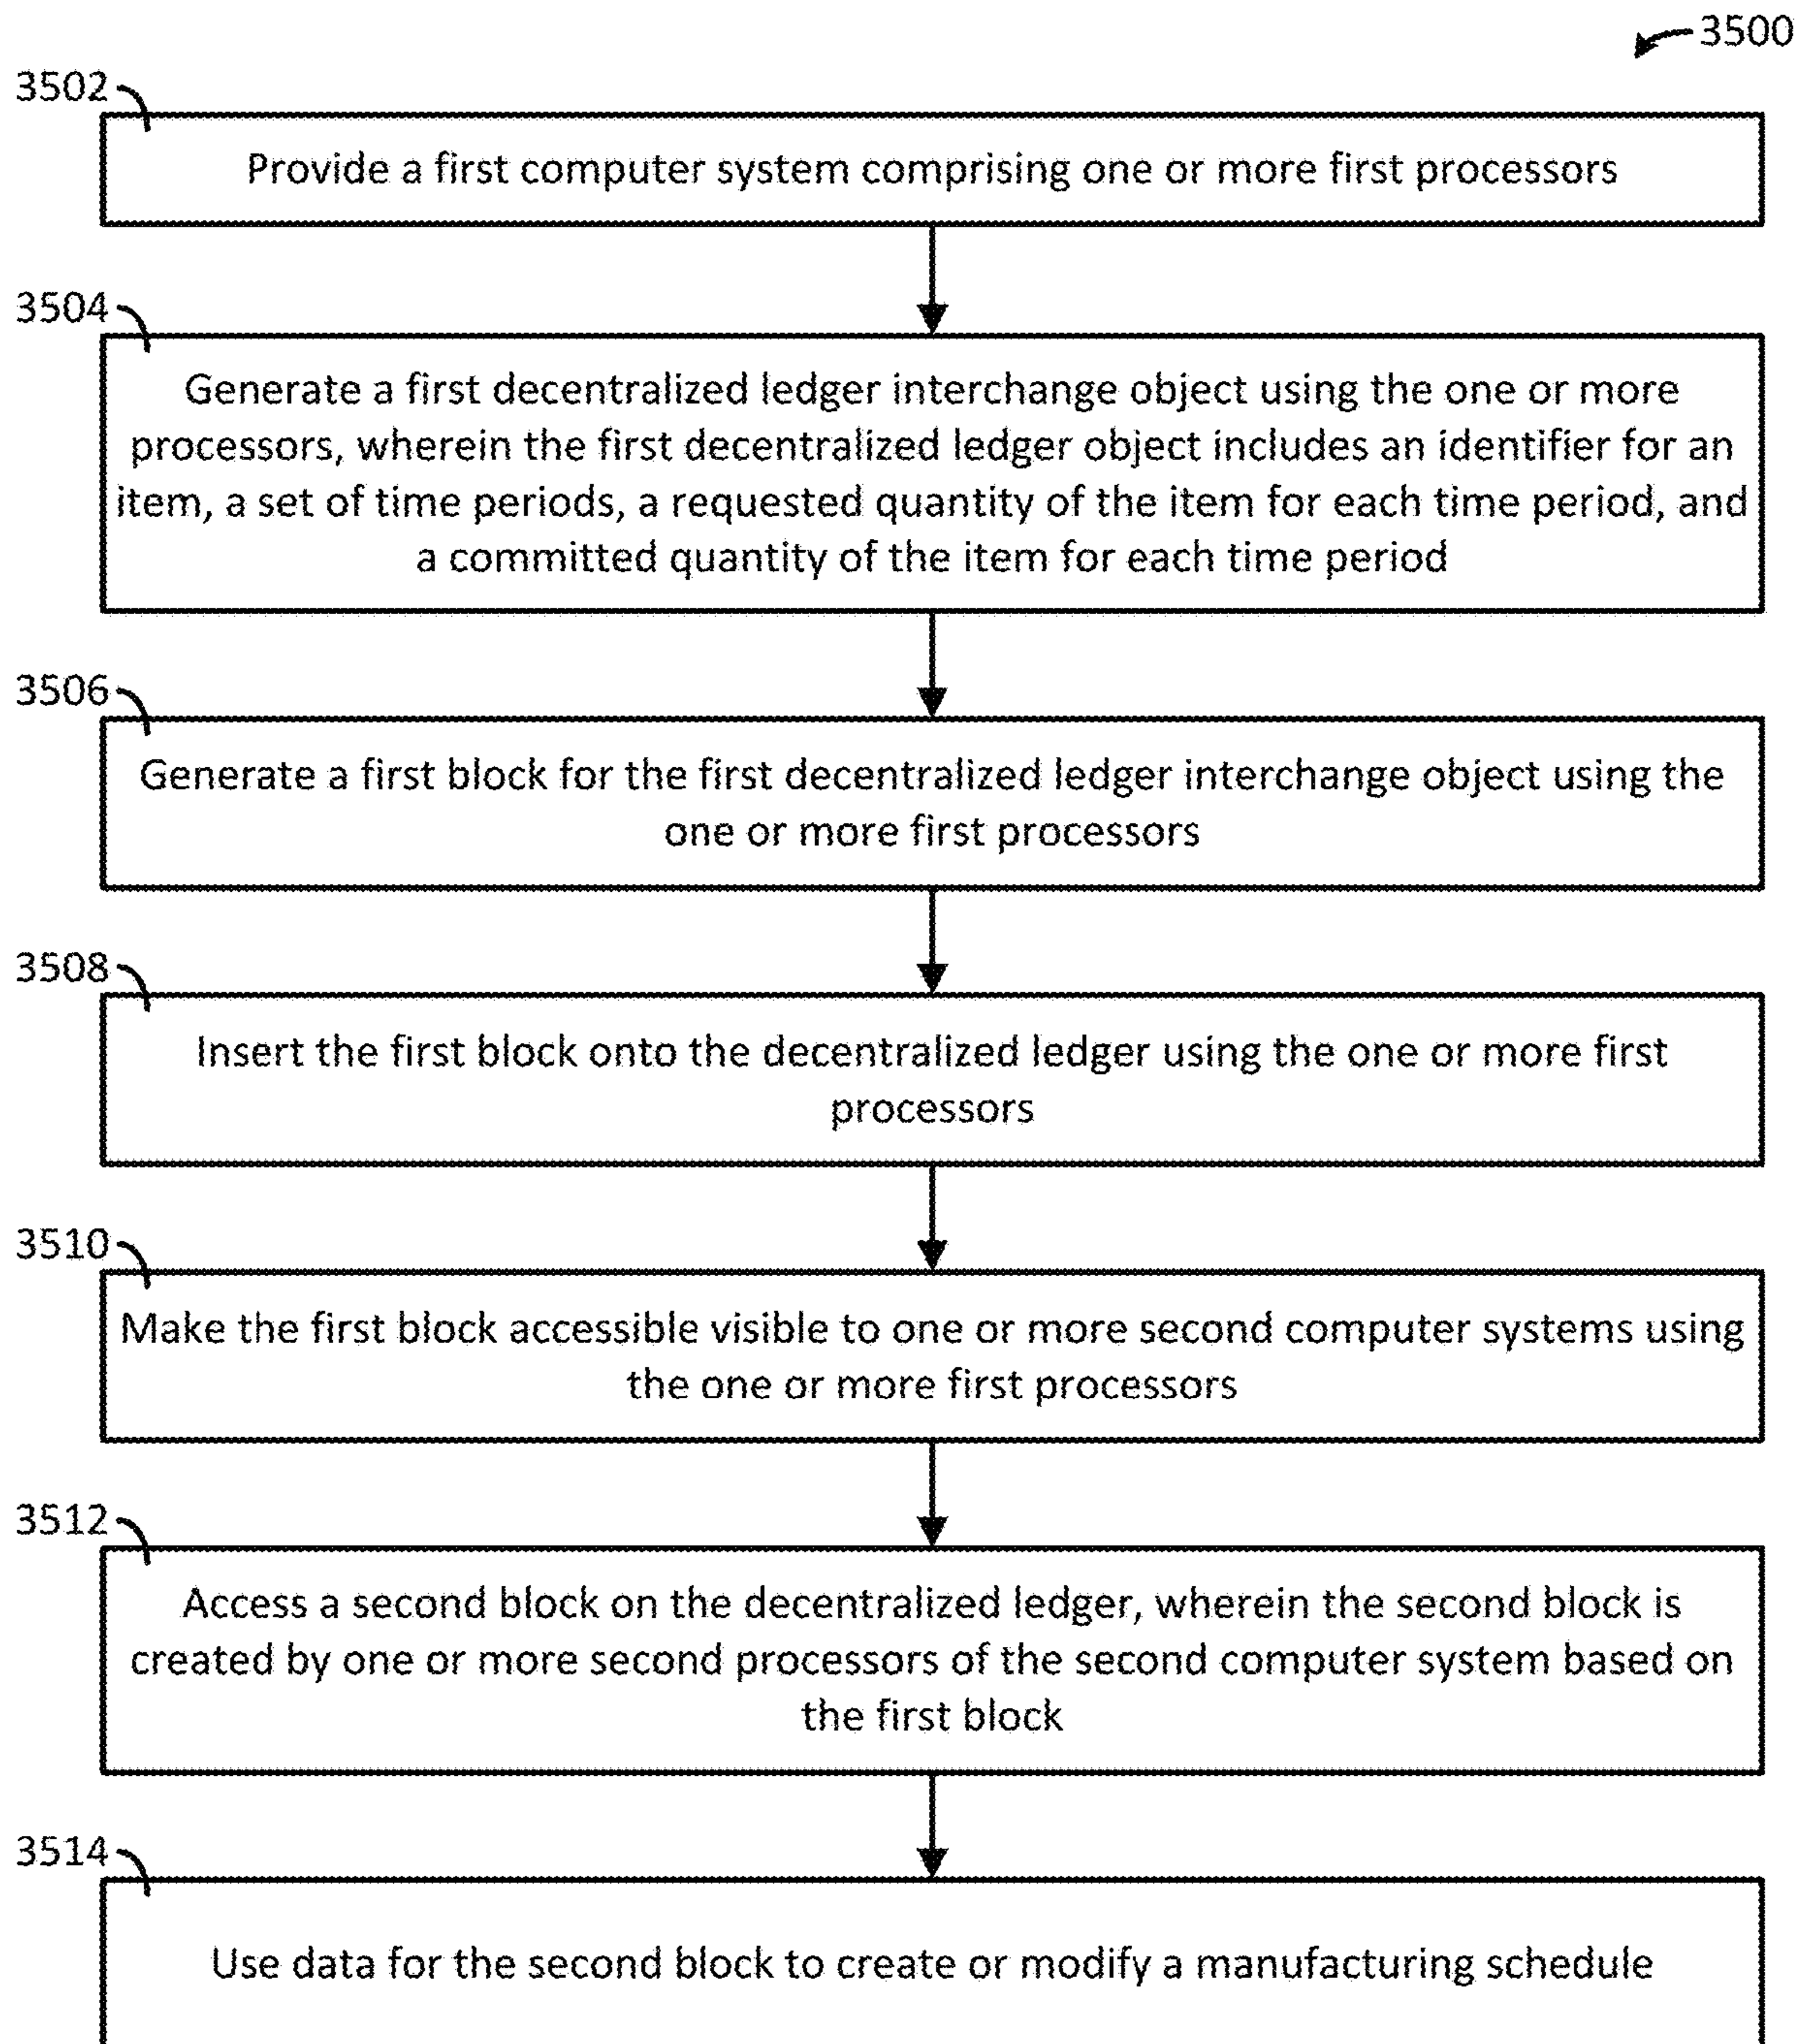 3500
3502
Provide a first computer system comprising one or more first processors
3504
Generate a first decentralized ledger interchange object using the one or more
processors, wherein the first decentralized ledger object includes an identifier for an
item, a set of time periods, a requested quantity of the item for each time period, and
a committed quantity of the item for each time period
3506
Generate a first block for the first decentralized ledger interchange object using the
one or more first processors
3508
Insert the first block onto the decentralized ledger using the one or more first
processors
3510
Make the first block accessible visible to one or more second computer systems using
the one or more first processors
3512
Access a second block on the decentralized ledger, wherein the second block is
created by one or more second processors of the second computer system based on
the first block
3514
Use data for the second block to create or modify a manufacturing schedule